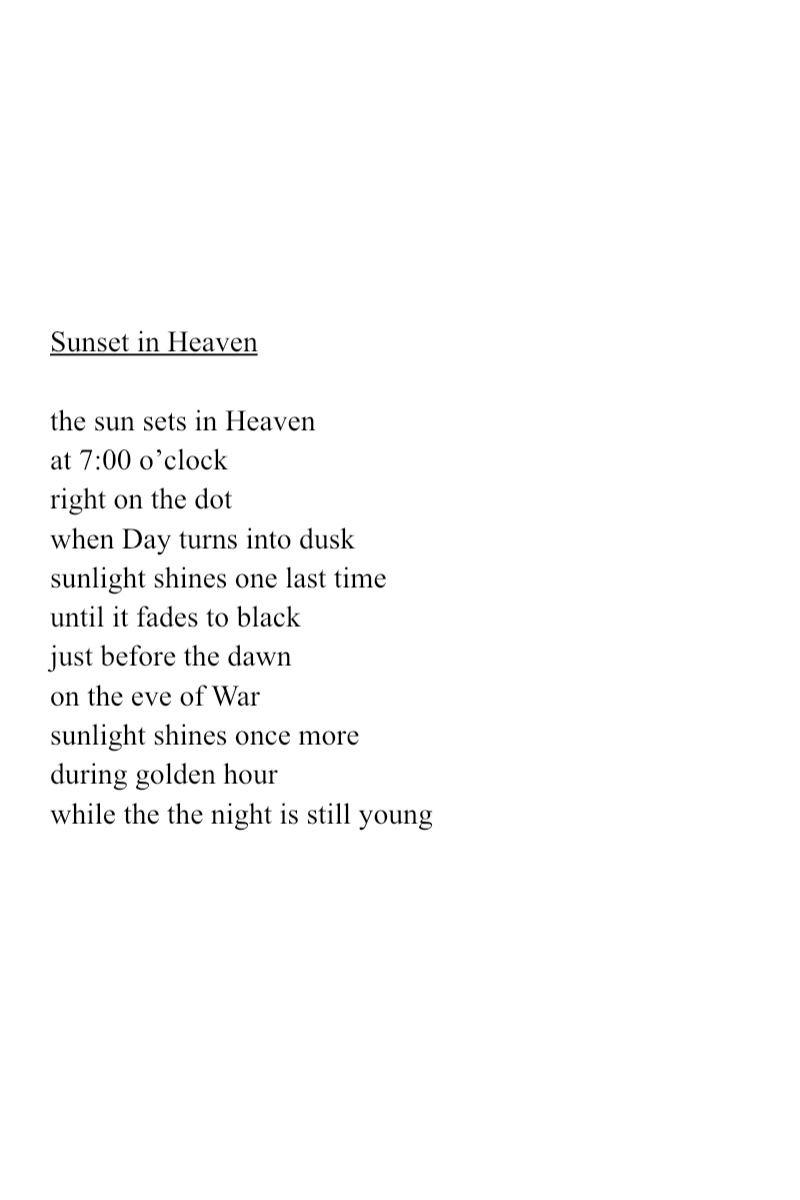 Sunset in Heaven
the sun sets in Heaven
at 7:00 o’clock
right on the dot
when Day turns into dusk
sunlight shines one last time
until it fades to black
just before the dawn
on the eve of War
sunlight shines once more
during golden hour
while the the night is still young